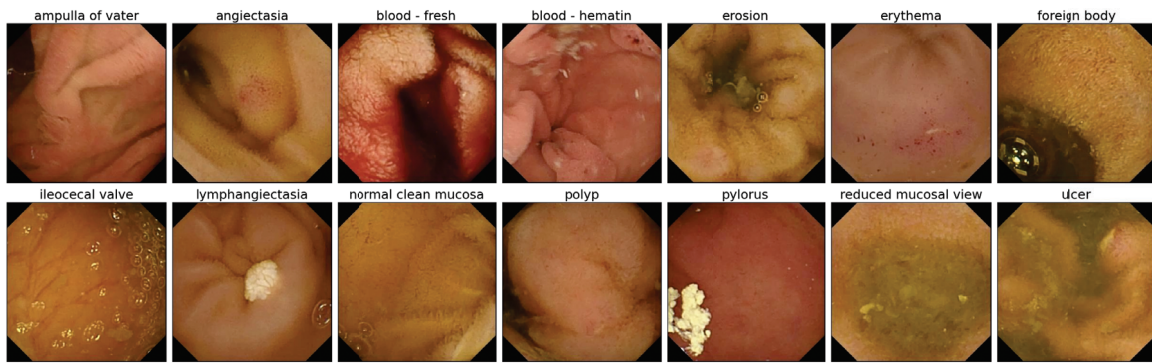 ampulla of vater angiectasia blood - fresh blood - hematin erosion erythema foreign body
ileocecal valve lymphangiectasia normal clean mucosa polyp pylorus reduced mucosal view ulcer